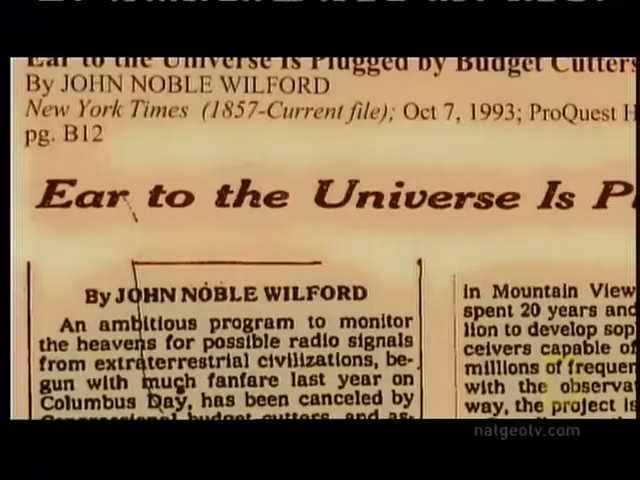 Ear to the Universe Is Plugged by Budget Cutters
By JOHN NOBLE WILFORD
New York Times (1857-Current file); Oct 7, 1993; ProQuest H
pg. B12
Ear to the Universe Is Pl
By JOHN NOBLE WILFORD
An ambitious program to monitor
the heavens for possible radio signals
from extraterrestrial civilizations, be-
gun with much fanfare last year on
Columbus Day, has been canceled by
Congressional budget cutters, and as-
in Mountain View
spent 20 years and
lion to develop sop
ceivers capable of
millions of frequen
with the observa
way, the project is
natgeotv.com